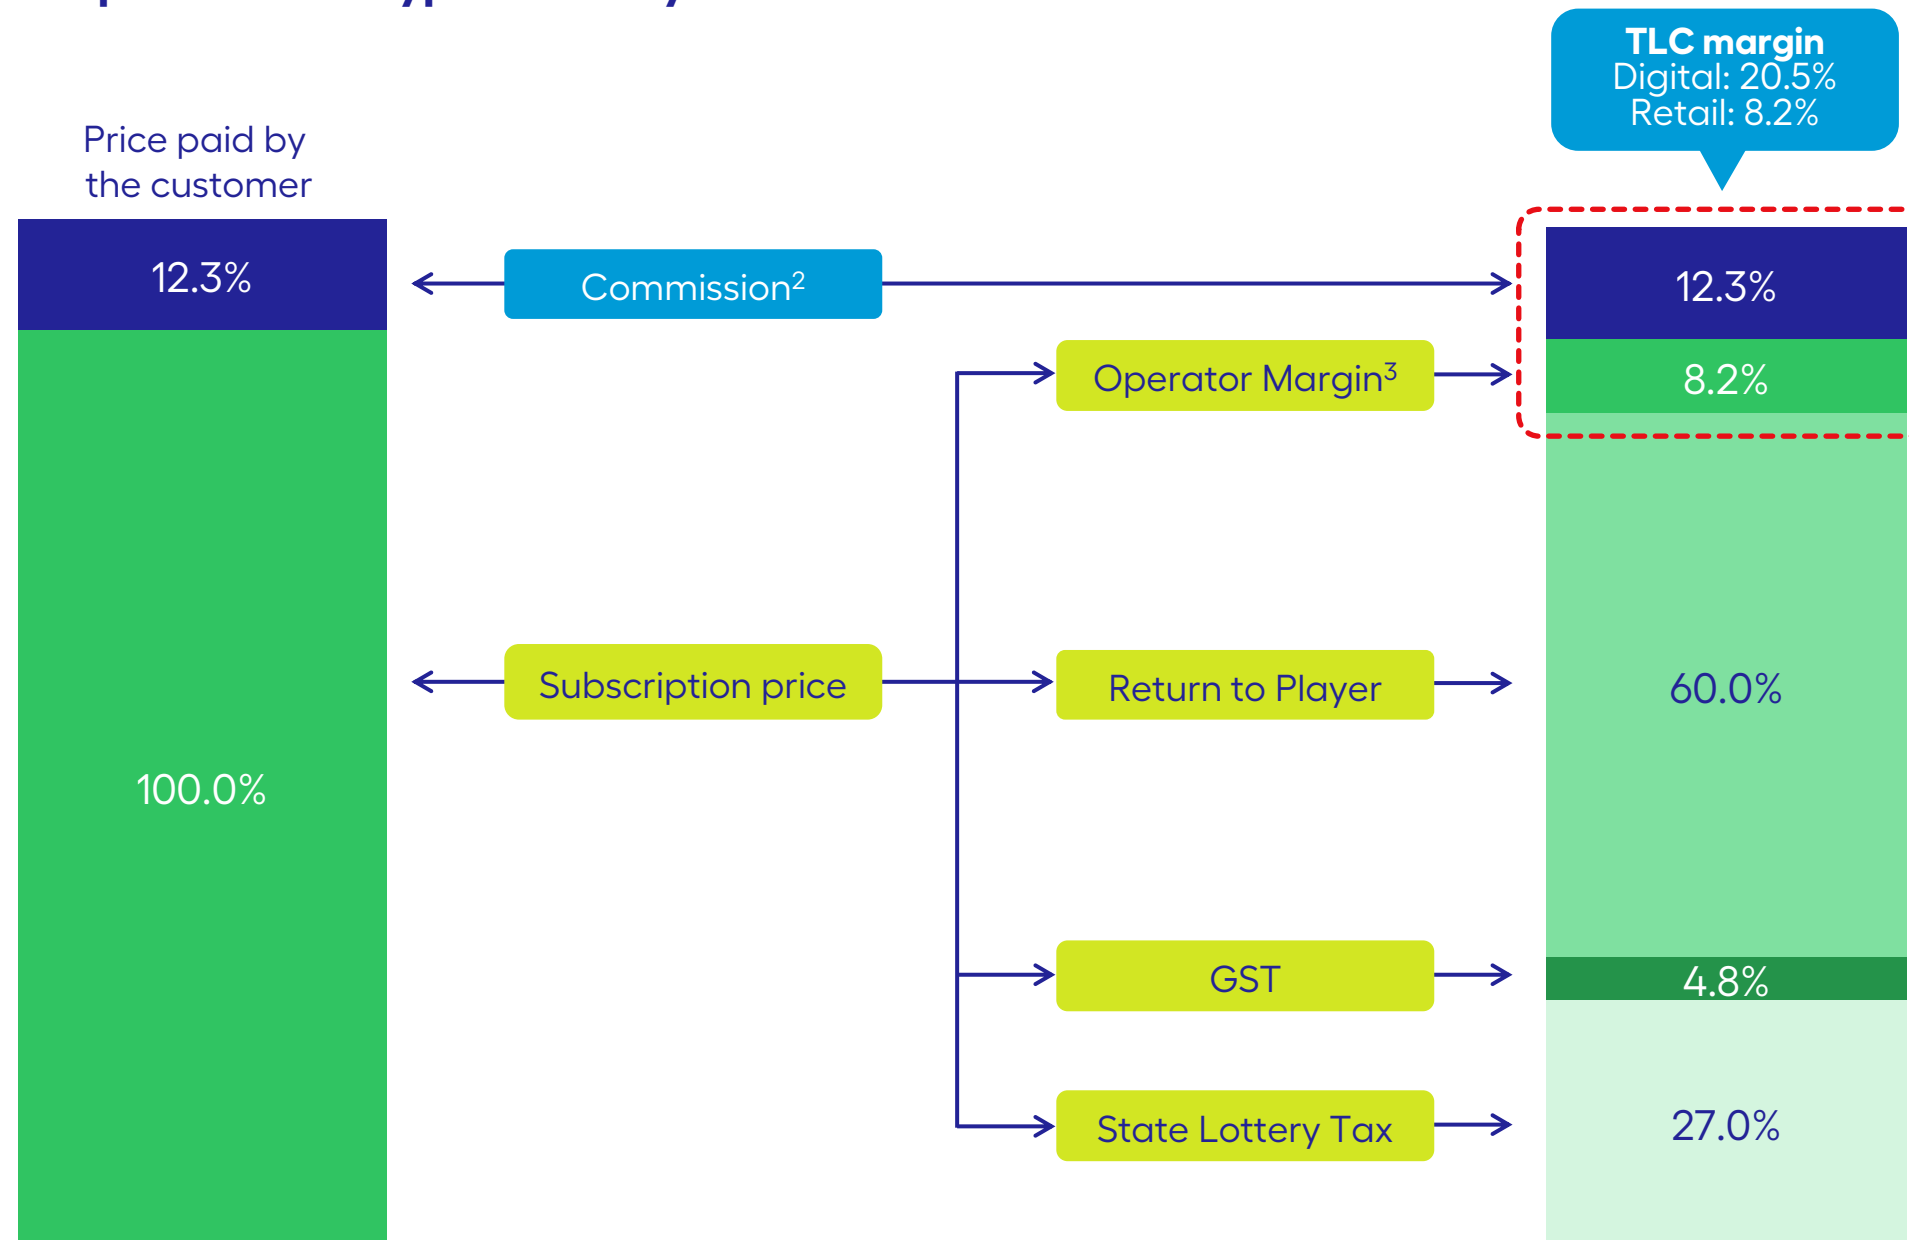 TLC margin
Digital: 20.5%
Retail: 8.2%
Price paid by
the customer
12.3%
Commission2
12.3%
Operator Margin3
8.2%
Subscription price
Return to Player
60.0%
100.0%
GST
4.8%
State Lottery Tax
27.0%